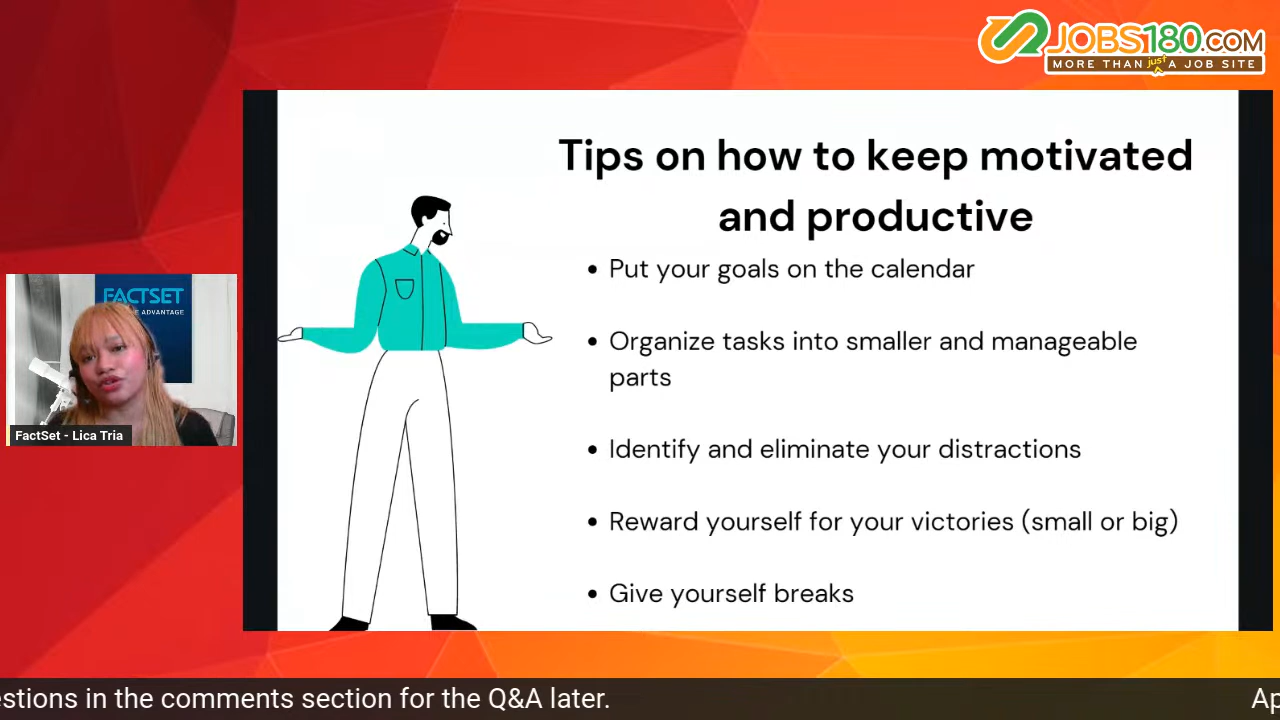 JOBS180.COM
MORE THAN just A JOB SITE
Tips on how to keep motivated
and productive
• Put your goals on the calendar
• Organize tasks into smaller and manageable
parts
• Identify and eliminate your distractions
• Reward yourself for your victories (small or big)
• Give yourself breaks
FACTSET
ADVANTAGE
FactSet - Lica Tria
estions in the comments section for the Q&A later.
Ap